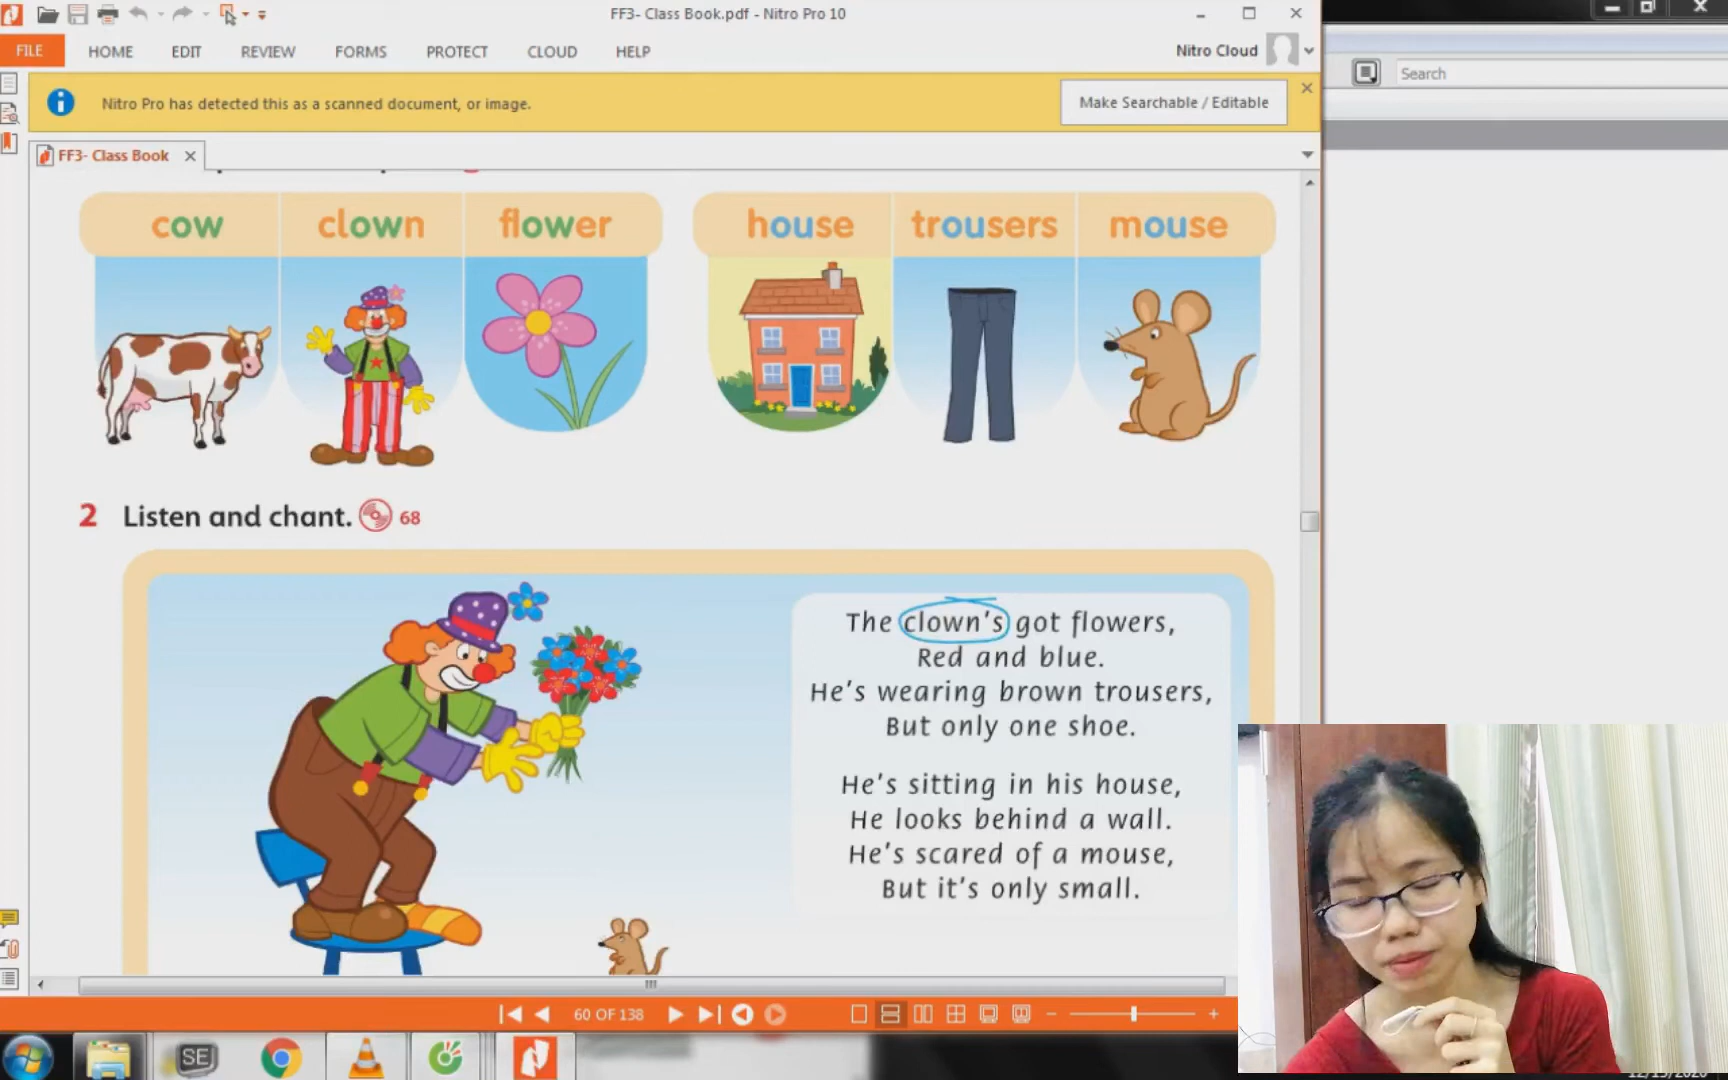 FF3- Class Book.pdf - Nitro Pro 10
FILE HOME EDIT REVIEW FORMS PROTECT CLOUD HELP
Nitro Cloud
Search
Nitro Pro has detected this as a scanned document, or image.
Make Searchable / Editable
FF3- Class Book
cow clown flower house trousers mouse
2 Listen and chant. 68
The clown's got flowers,
Red and blue.
He's wearing brown trousers,
But only one shoe.
He's sitting in his house,
He looks behind a wall.
He's scared of a mouse,
But it's only small.
60 OF 138
SE